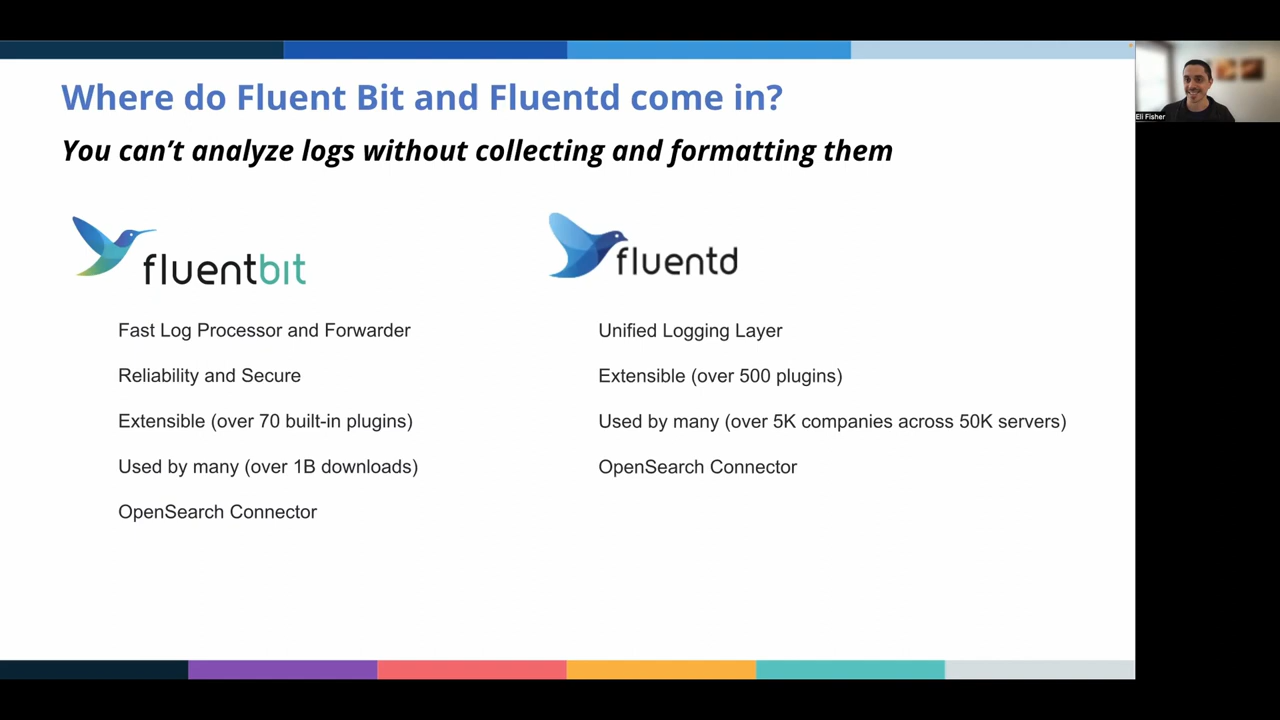 Where do Fluent Bit and Fluentd come in?
You can't analyze logs without collecting and formatting them
fluentbit
Fast Log Processor and Forwarder
Reliability and Secure
Extensible (over 70 built-in plugins)
Used by many (over 1B downloads)
OpenSearch Connector
fluentd
Unified Logging Layer
Extensible (over 500 plugins)
Used by many (over 5K companies across 50K servers)
OpenSearch Connector
Eli Fisher